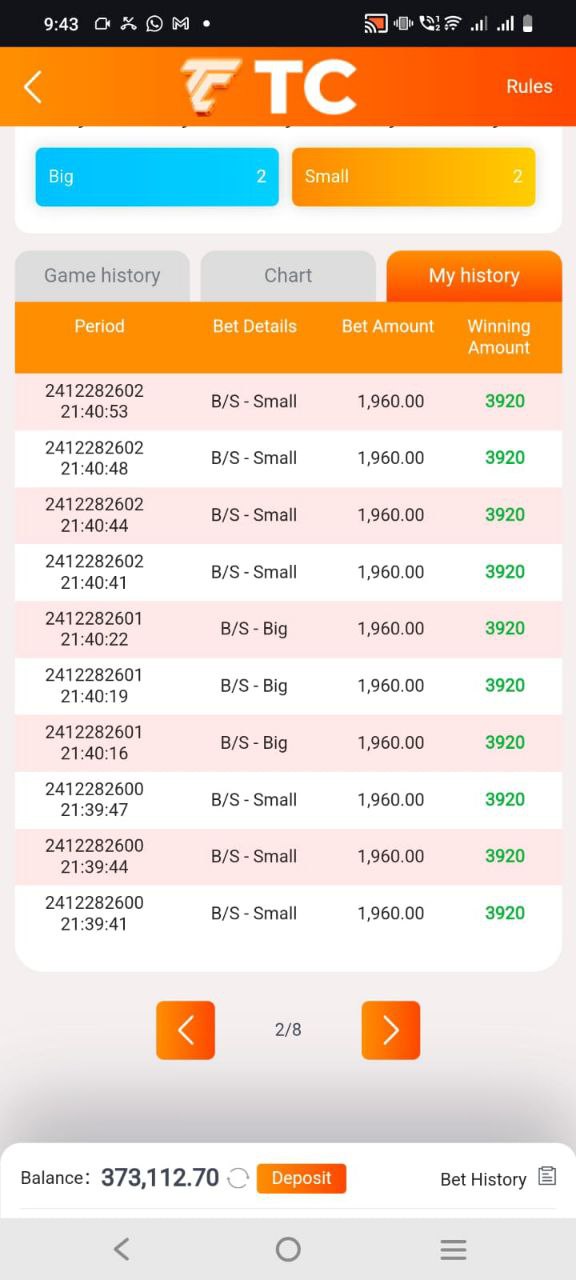 9:43
TC
Rules
Big 2
Small 2
Game history
Chart
My history
Period Bet Details Bet Amount Winning
Amount
2412282602
21:40:53
B/S - Small 1,960.00 3920
2412282602
21:40:48
B/S - Small 1,960.00 3920
2412282602
21:40:44
B/S - Small 1,960.00 3920
2412282602
21:40:41
B/S - Small 1,960.00 3920
2412282601
21:40:22
B/S - Big 1,960.00 3920
2412282601
21:40:19
B/S - Big 1,960.00 3920
2412282601
21:40:16
B/S - Big 1,960.00 3920
2412282600
21:39:47
B/S - Small 1,960.00 3920
2412282600
21:39:44
B/S - Small 1,960.00 3920
2412282600
21:39:41
B/S - Small 1,960.00 3920
2/8
Balance: 373,112.70 Deposit Bet History